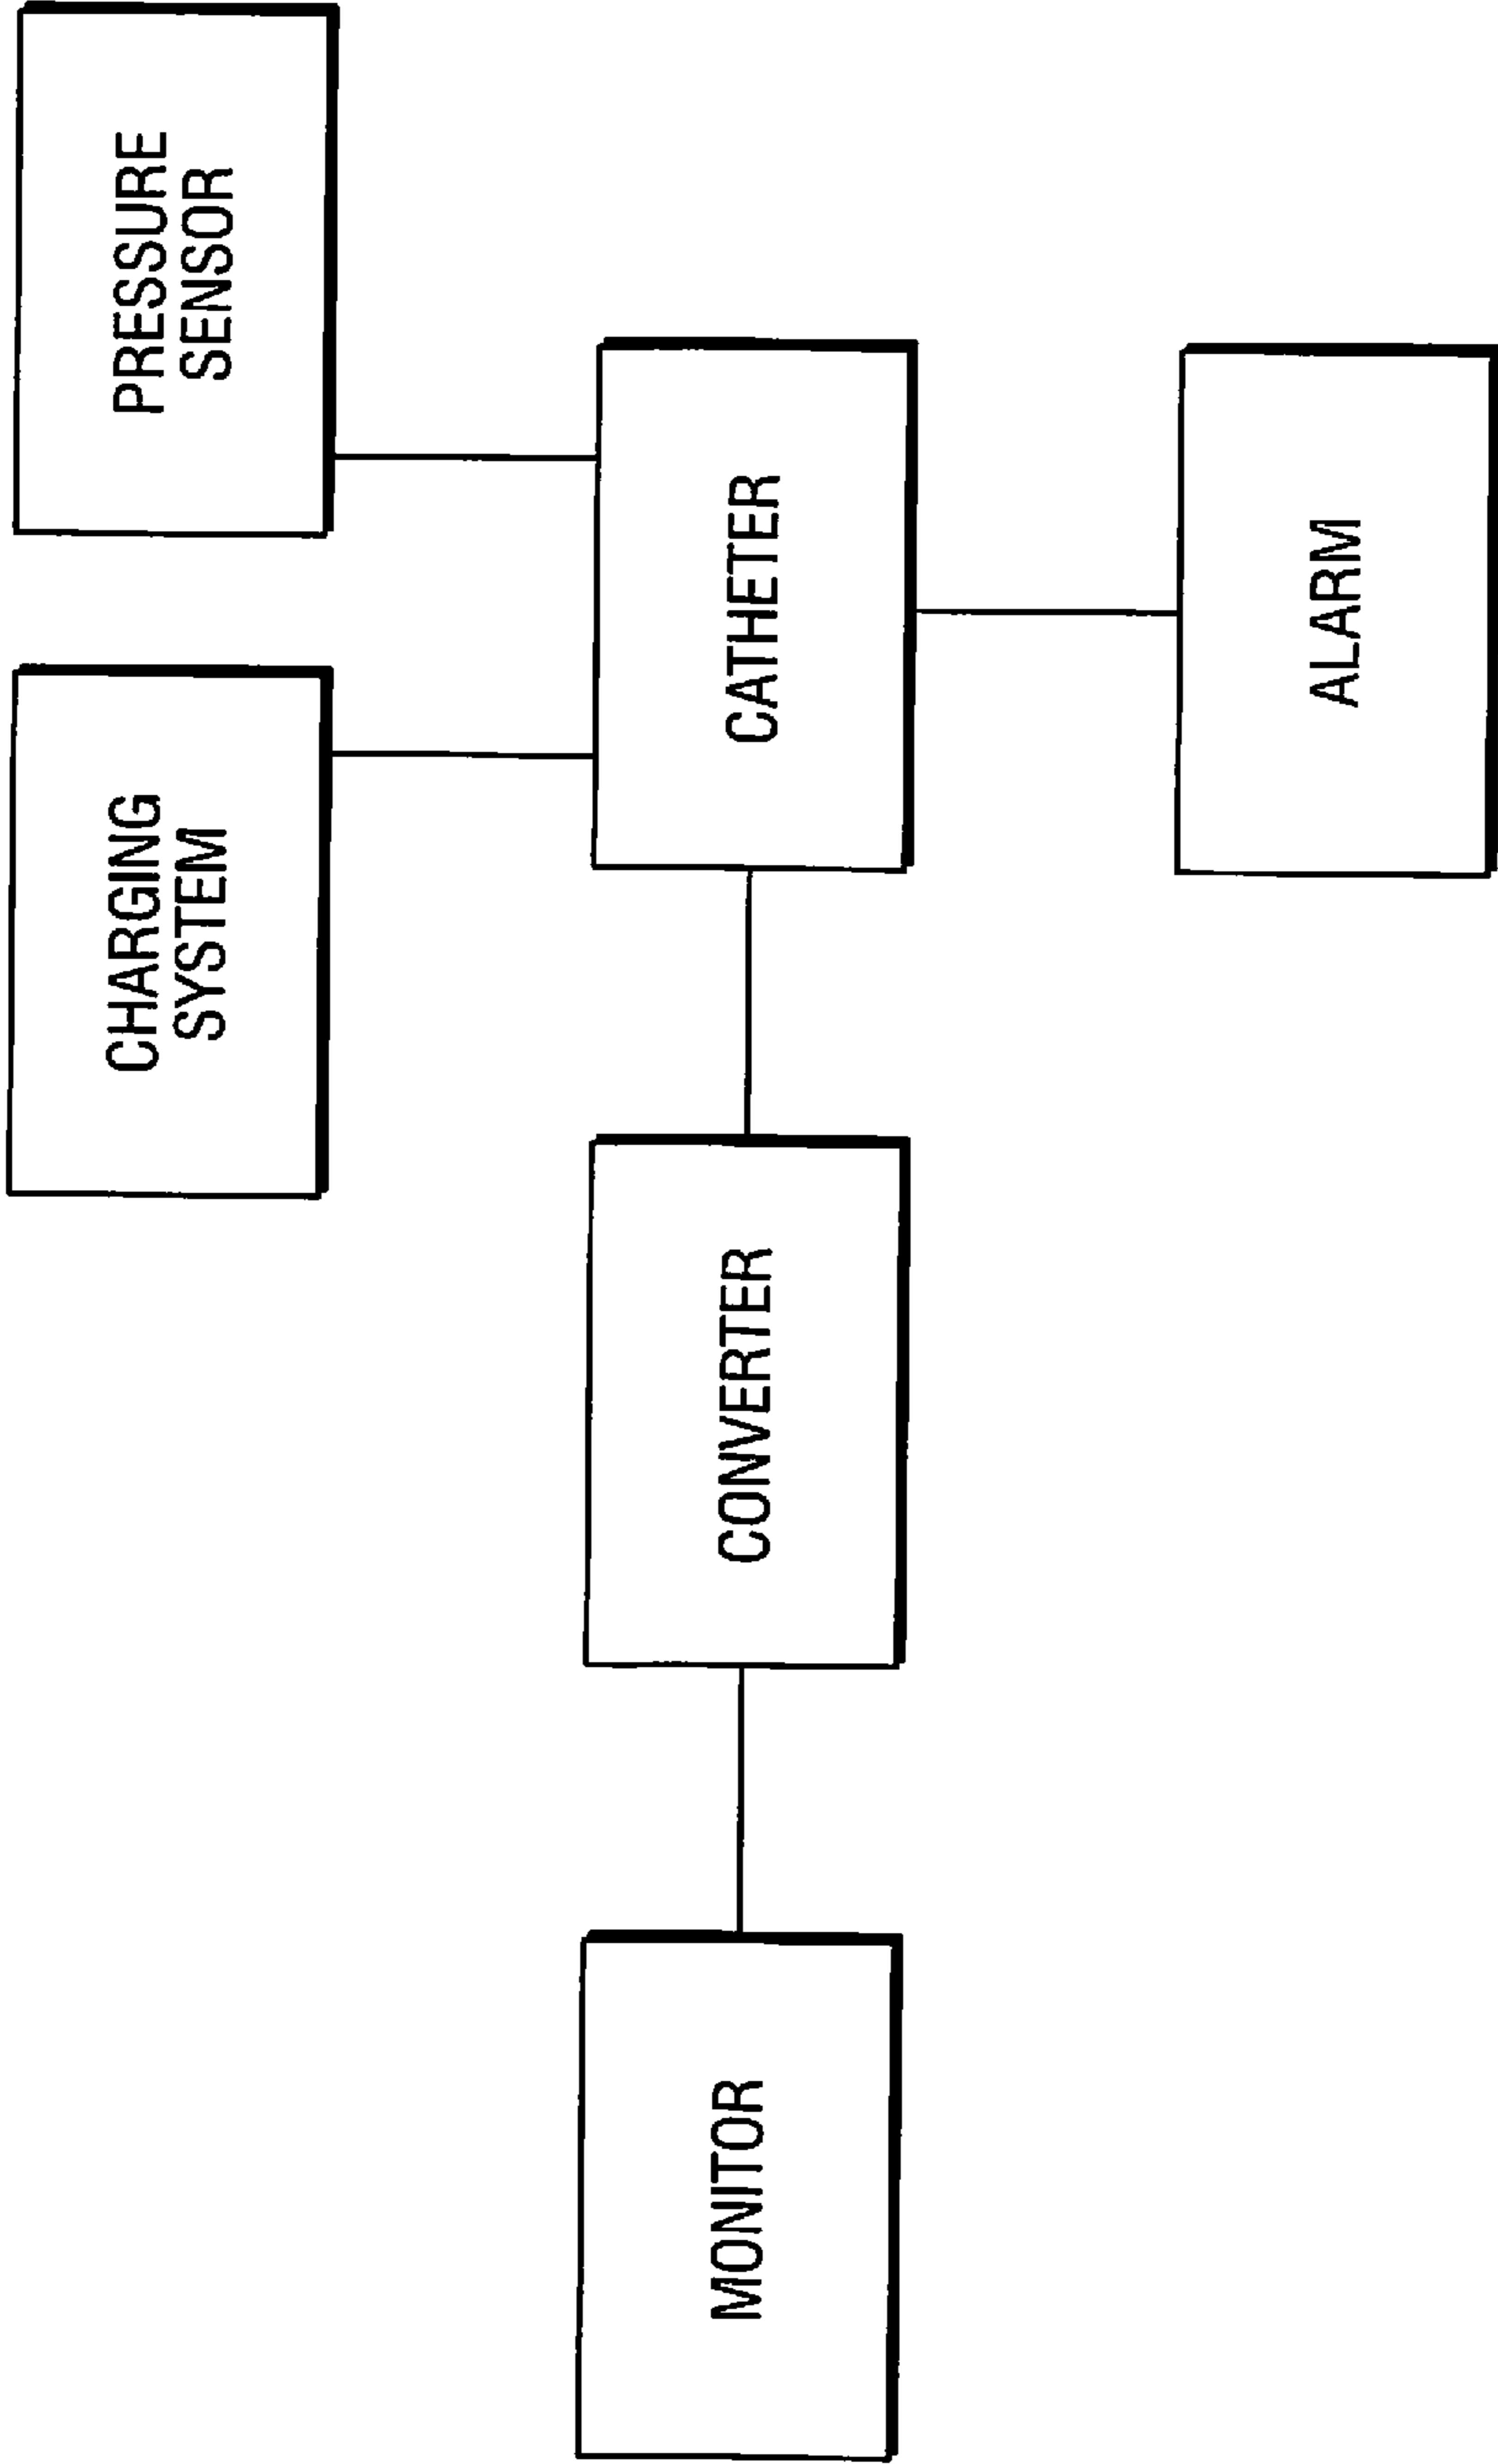 CHARGING
SYSTEM
PRESSURE
SENSOR
MONITOR
CONVERTER
CATHETER
ALARM